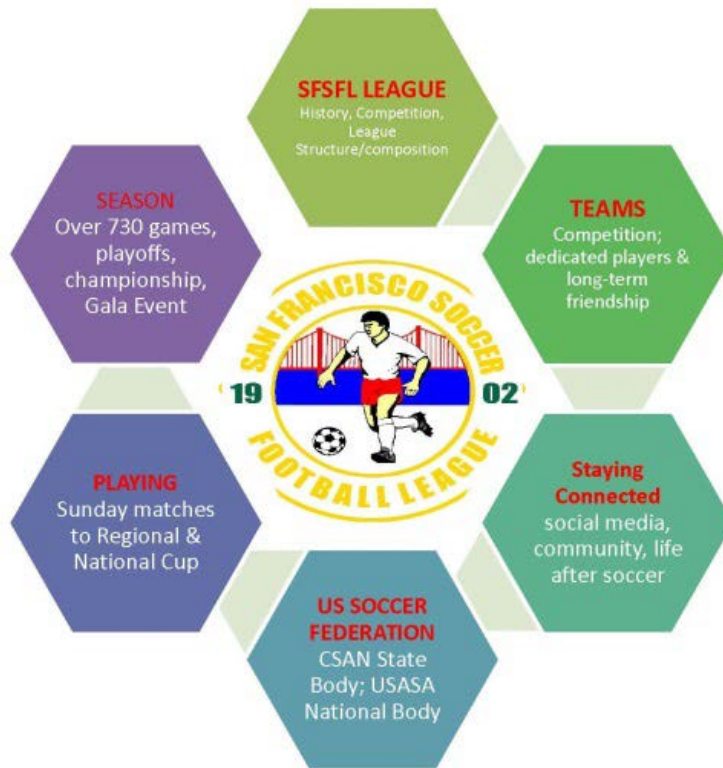 SFSFL LEAGUE
History, Competition,
League
Structure/composition
TEAMS
Competition;
dedicated players &
long-term
friendship
Staying
Connected
social media,
community, life
after soccer
US SOCCER
FEDERATION
CSAN State
Body; USASA
National Body
PLAYING
Sunday matches
to Regional &
National Cup
SEASON
Over 730 games,
playoffs,
championship,
Gala Event
SAN FRANCISCO SOCCER
19 02
FOOTBALL LEAGUE